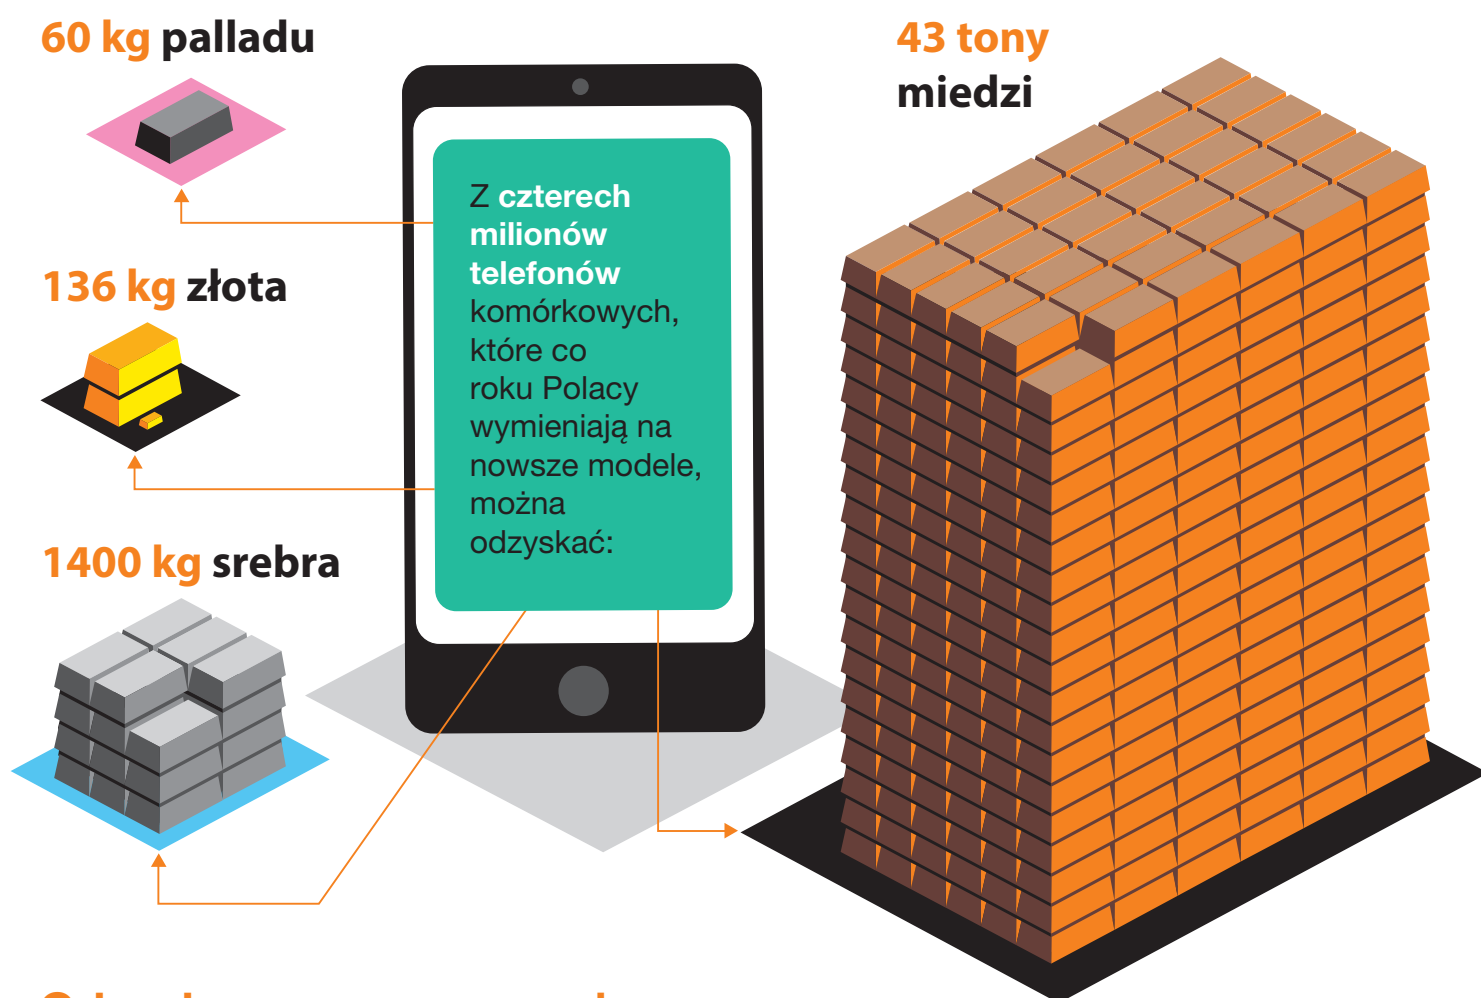 60 kg palladu
136 kg złota
1400 kg srebra
Z czterech
milionów
telefonów
komórkowych,
które co
roku Polacy
wymieniają na
nowsze modele,
można
odzyskać:
43 tony
miedzi